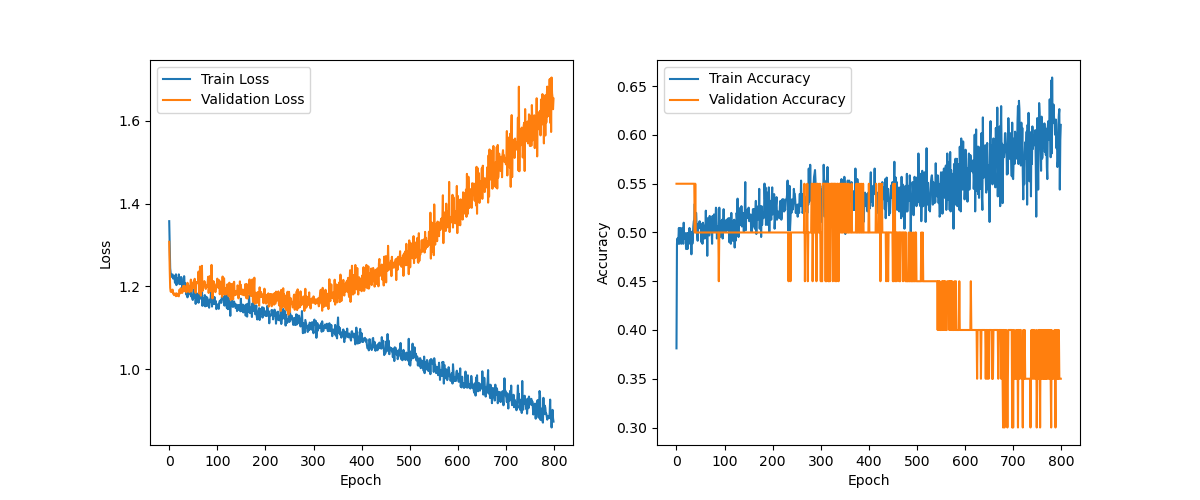 Train Loss
Validation Loss
1.6
1.4
1.2
1.0
Loss
0 100 200 300 400 500 600 700 800
Epoch
Train Accuracy
Validation Accuracy
0.65
0.60
0.55
0.50
0.45
0.40
0.35
0.30
Accuracy
0 100 200 300 400 500 600 700 800
Epoch